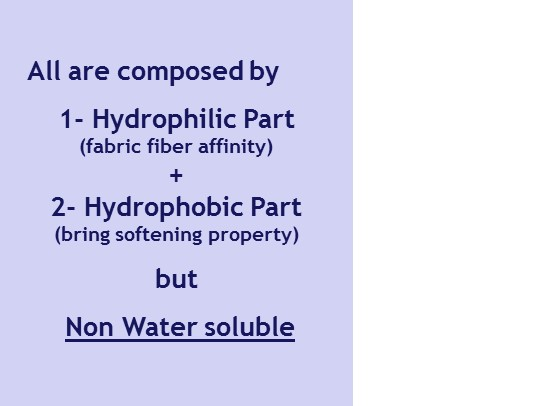 All are composed by
1- Hydrophilic Part
(fabric fiber affinity)
+
2- Hydrophobic Part
(bring softening property)
but
Non Water soluble